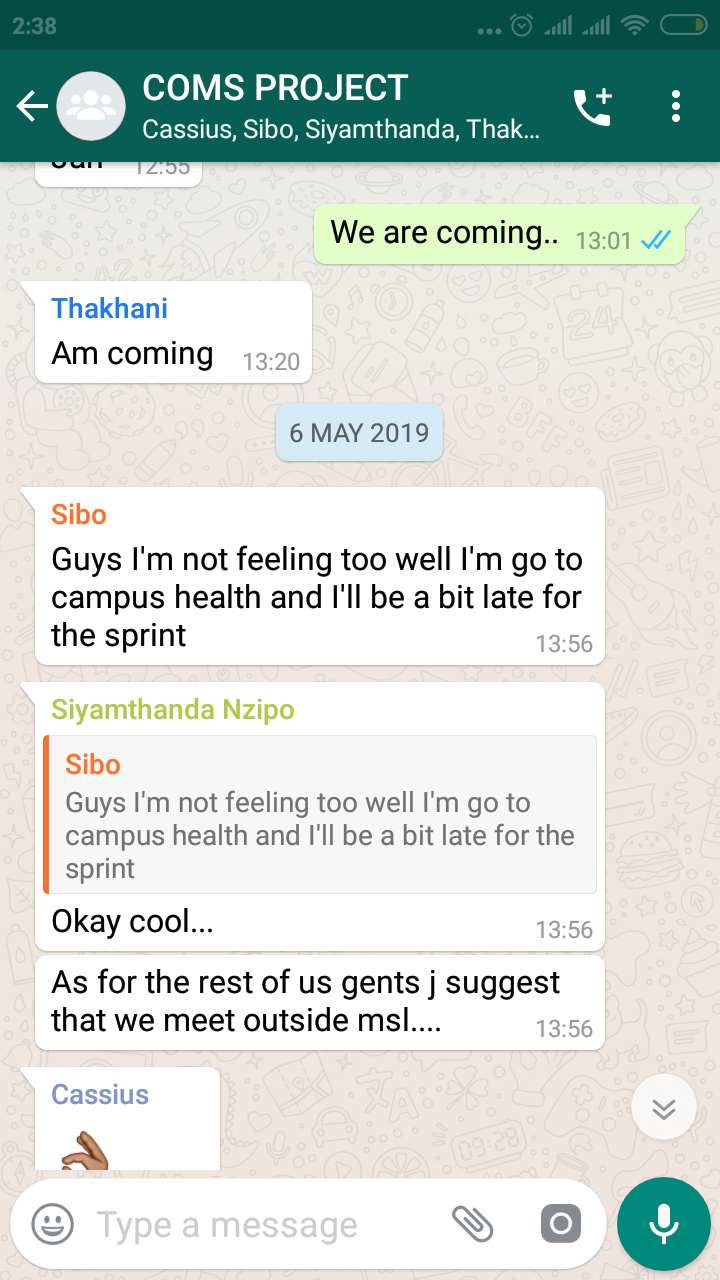 2:38
COMS PROJECT
Cassius, Sibo, Siyamthanda, Thak...
12:55
We are coming.. 13:01
Thakhani
Am coming 13:20
6 MAY 2019
Sibo
Guys I'm not feeling too well I'm go to
campus health and I'll be a bit late for
the sprint 13:56
Siyamthanda Nzipo
Sibo
Guys I'm not feeling too well I'm go to
campus health and I'll be a bit late for the
sprint
Okay cool... 13:56
As for the rest of us gents j suggest
that we meet outside msl.... 13:56
Cassius
Type a message